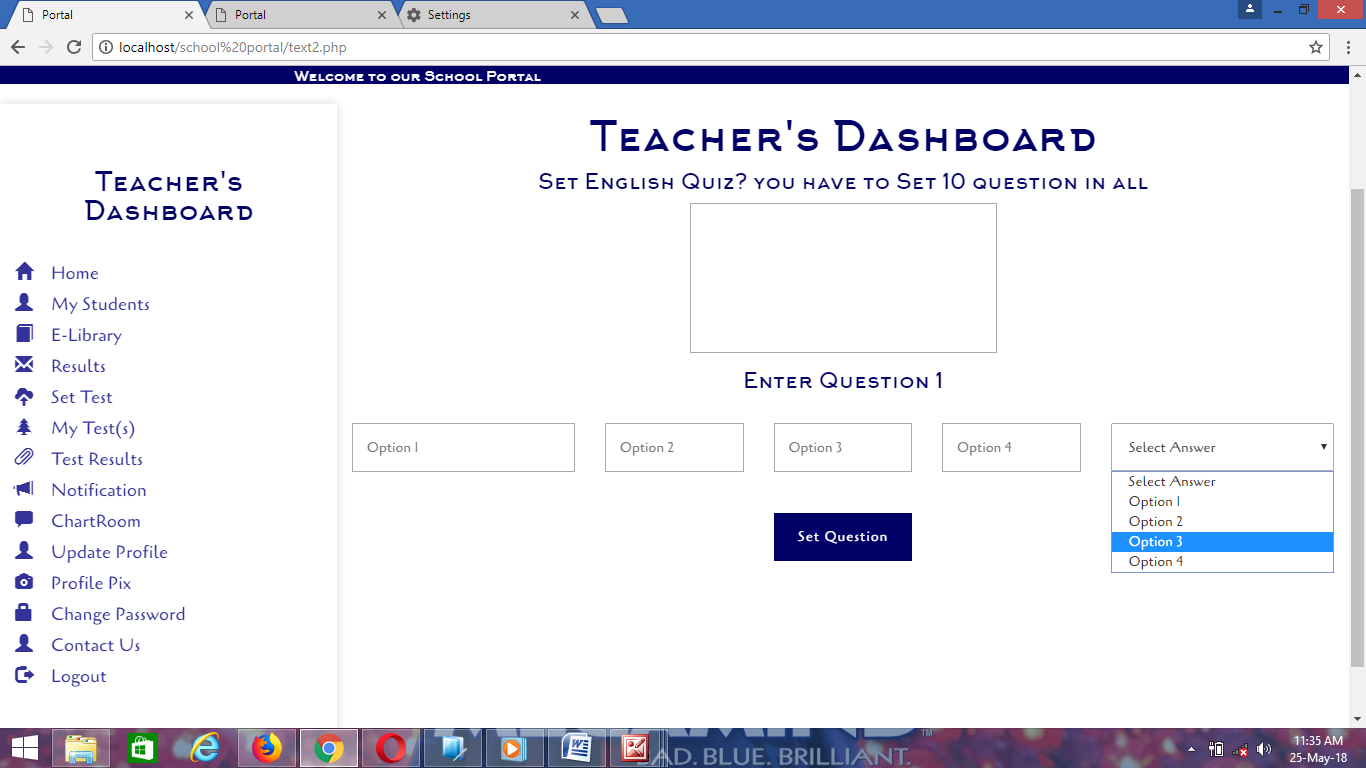 Portal
Portal
Settings
localhost/school%20portal/text2.php
Welcome to our School Portal
Teacher's
Dashboard
Home
My Students
E-Library
Results
Set Test
My Test(s)
Test Results
Notification
ChartRoom
Update Profile
Profile Pix
Change Password
Contact Us
Logout
Teacher's Dashboard
Set English Quiz? you have to Set 10 question in all
Enter Question 1
Option 1
Option 2
Option 3
Option 4
Select Answer
Select Answer
Option 1
Option 2
Option 3
Option 4
Set Question
BLUE. BRILLIANT.
11:35 AM
25-May-18